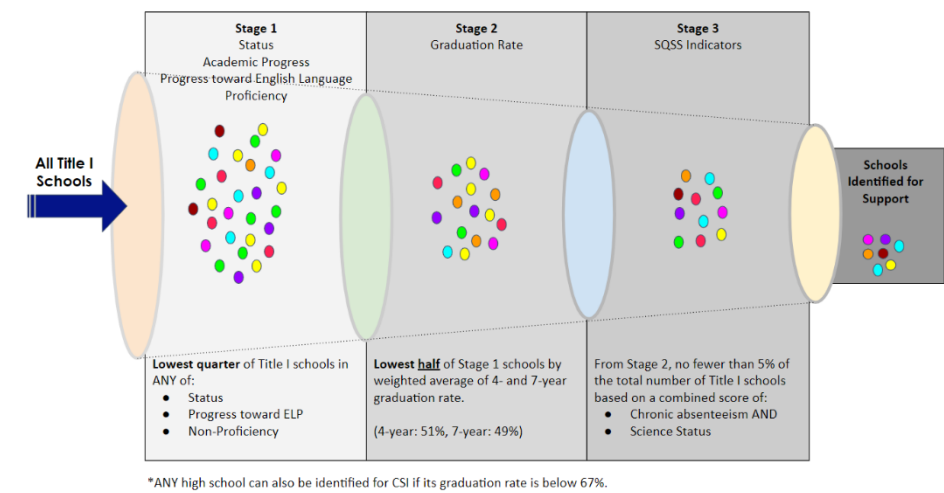 Stage 1
Status
Academic Progress
Progress toward English Language
Proficiency
Stage 2
Graduation Rate
Stage 3
SQSS Indicators
All Title I
Schools
Schools
Identified for
Support
Lowest quarter of Title I schools in
ANY of:
● Status
● Progress toward ELP
● Non-Proficiency
Lowest half of Stage 1 schools by
weighted average of 4- and 7-year
graduation rate.
(4-year: 51%, 7-year: 49%)
From Stage 2, no fewer than 5% of
the total number of Title I schools
based on a combined score of:
● Chronic absenteeism AND
● Science Status
*ANY high school can also be identified for CSI if its graduation rate is below 67%.